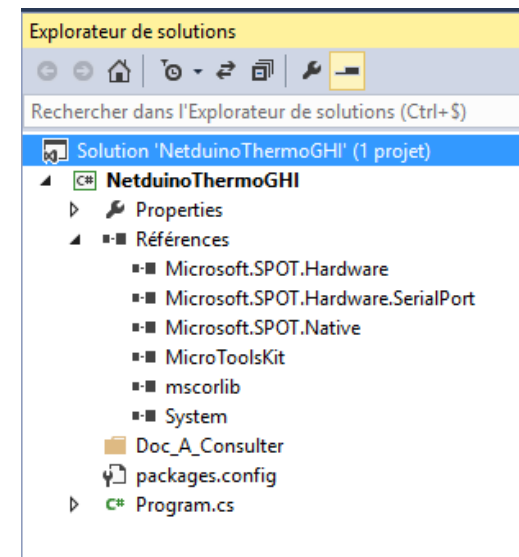 Explorateur de solutions
Rechercher dans l'Explorateur de solutions (Ctrl+$)
Solution 'NetduinoThermoGHI' (1 projet)
C# NetduinoThermoGHI
Properties
Références
Microsoft.SPOT.Hardware
Microsoft.SPOT.Hardware.SerialPort
Microsoft.SPOT.Native
MicroToolsKit
mscorlib
System
Doc_A_Consulter
packages.config
C# Program.cs